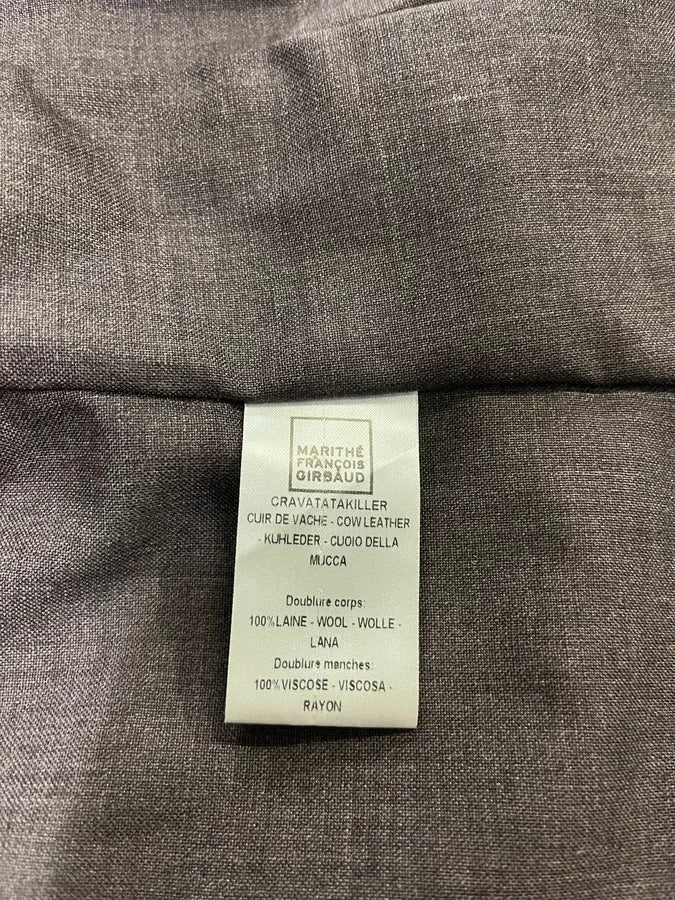 MARITHÉ
FRANÇOIS
GIRBAUD
CRAVATATAKILLER
CUIR DE VACHE - COW LEATHER
- KUHLEDER - CUOIO DELLA
MUCCA
Doublure corps:
100%LAINE - WOOL - WOLLE -
LANA
Doublure manches:
100%VISCOSE - VISCOSA -
RAYON